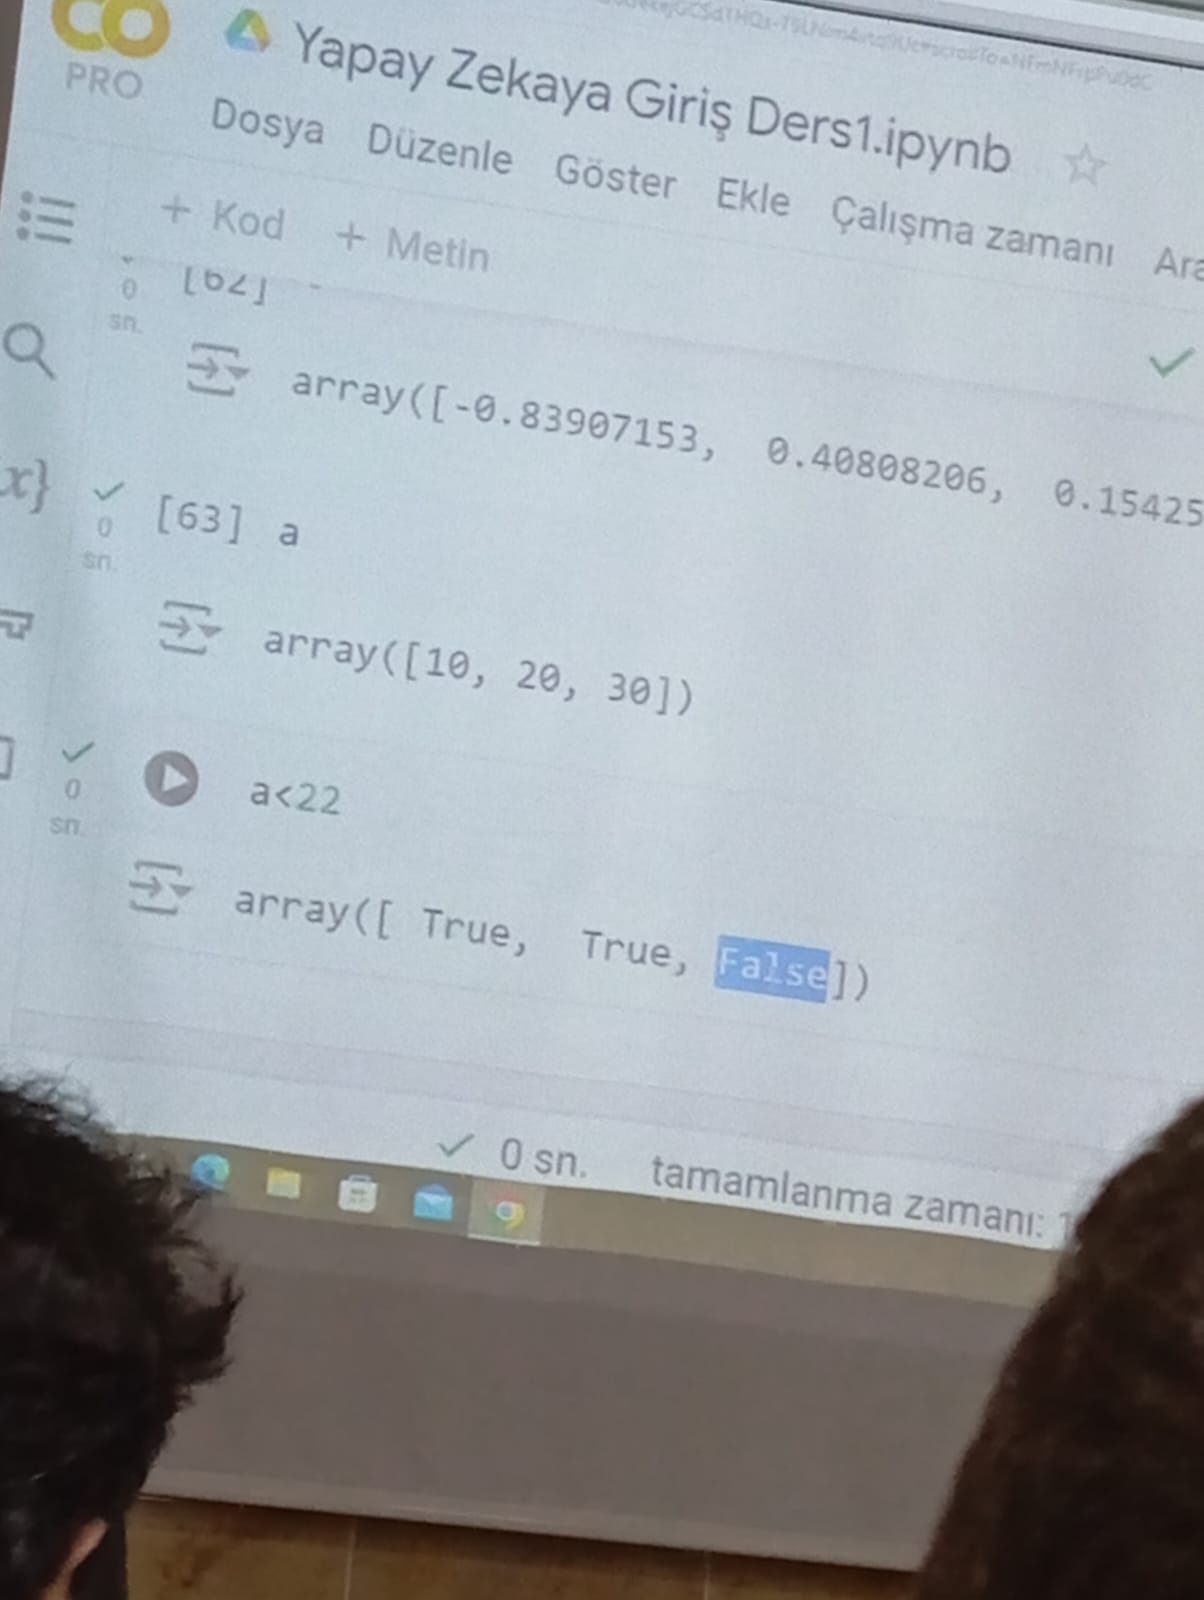 CO
Yapay Zekaya Giriş Ders1.ipynb
PRO
Dosya Düzenle Göster Ekle Çalışma zamanı Ara
+ Kod + Metin
[62]
0
sn.
array([-0.83907153, 0.40808206, 0.15425
{x}
[63] a
0
sn.
array([10, 20, 30])
a<22
0
sn.
array([ True, True, False])
0 sn. tamamlanma zamanı: 1